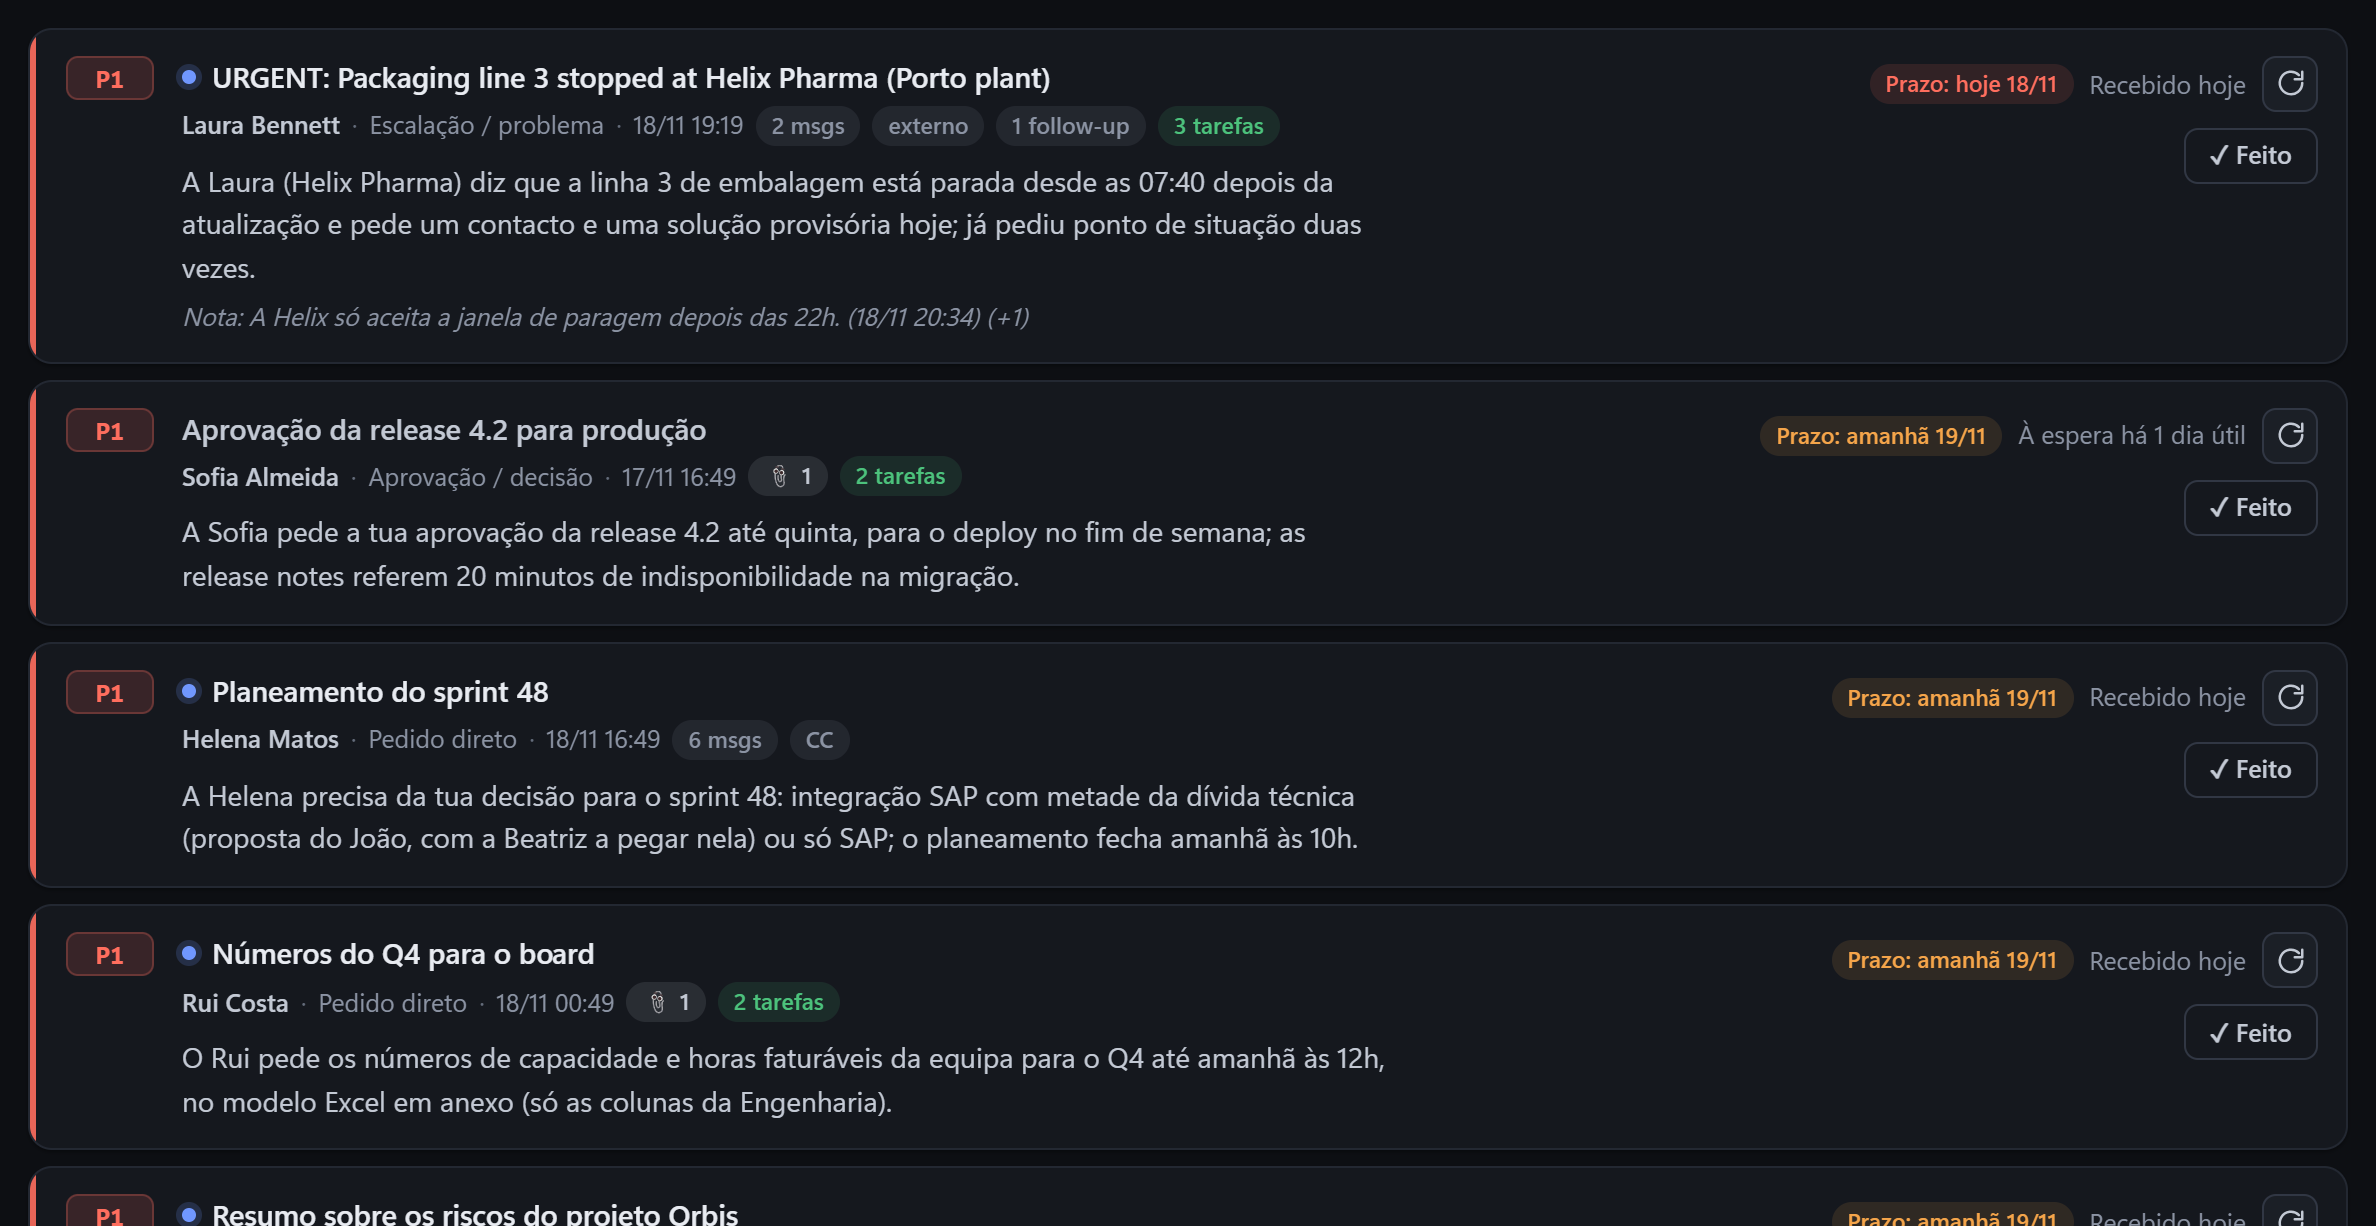 P1
URGENT: Packaging line 3 stopped at Helix Pharma (Porto plant)
Prazo: hoje 18/11 Recebido hoje
Laura Bennett · Escalação / problema · 18/11 19:19 2 msgs externo 1 follow-up 3 tarefas
✓ Feito
A Laura (Helix Pharma) diz que a linha 3 de embalagem está parada desde as 07:40 depois da
atualização e pede um contacto e uma solução provisória hoje; já pediu ponto de situação duas
vezes.
Nota: A Helix só aceita a janela de paragem depois das 22h. (18/11 20:34) (+1)
P1
Aprovação da release 4.2 para produção
Prazo: amanhã 19/11 À espera há 1 dia útil
Sofia Almeida · Aprovação / decisão · 17/11 16:49 1 2 tarefas
✓ Feito
A Sofia pede a tua aprovação da release 4.2 até quinta, para o deploy no fim de semana; as
release notes referem 20 minutos de indisponibilidade na migração.
P1
Planeamento do sprint 48
Prazo: amanhã 19/11 Recebido hoje
Helena Matos · Pedido direto · 18/11 16:49 6 msgs CC
✓ Feito
A Helena precisa da tua decisão para o sprint 48: integração SAP com metade da dívida técnica
(proposta do João, com a Beatriz a pegar nela) ou só SAP; o planeamento fecha amanhã às 10h.
P1
Números do Q4 para o board
Prazo: amanhã 19/11 Recebido hoje
Rui Costa · Pedido direto · 18/11 00:49 1 2 tarefas
✓ Feito
O Rui pede os números de capacidade e horas faturáveis da equipa para o Q4 até amanhã às 12h,
no modelo Excel em anexo (só as colunas da Engenharia).
P1
Resumo sobre os riscos do projeto Orbis
Prazo: amanhã 19/11 Recebido hoje